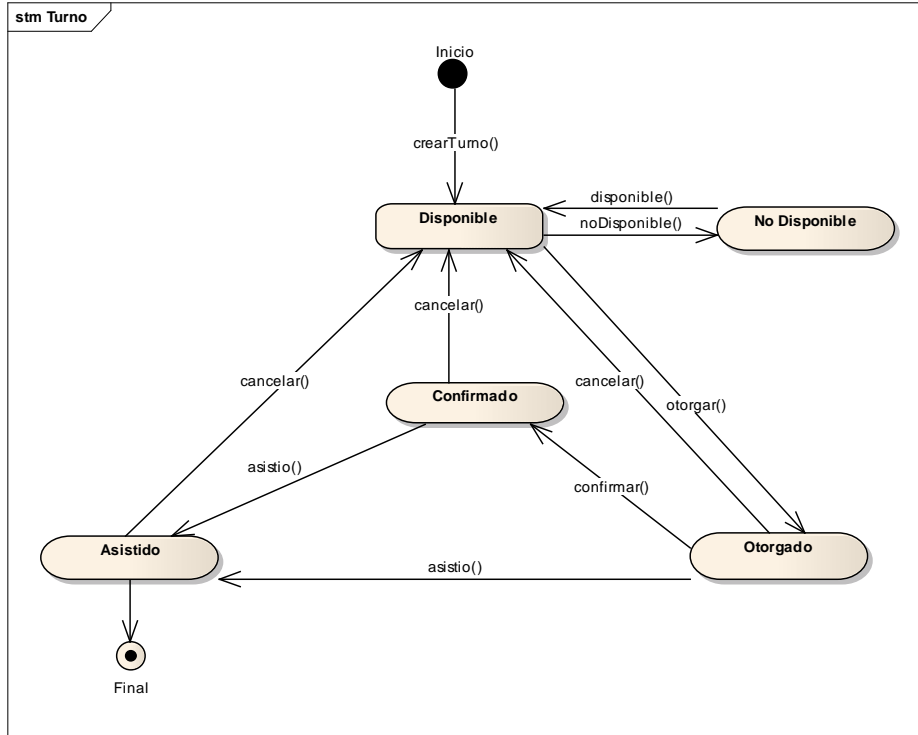 stm Turno
Inicio
crearTurno()
disponible()
Disponible
No Disponible
noDisponible()
cancelar()
cancelar()
cancelar()
Confirmado
otorgar()
asistio()
confirmar()
Asistido
Otorgado
asistio()
Final